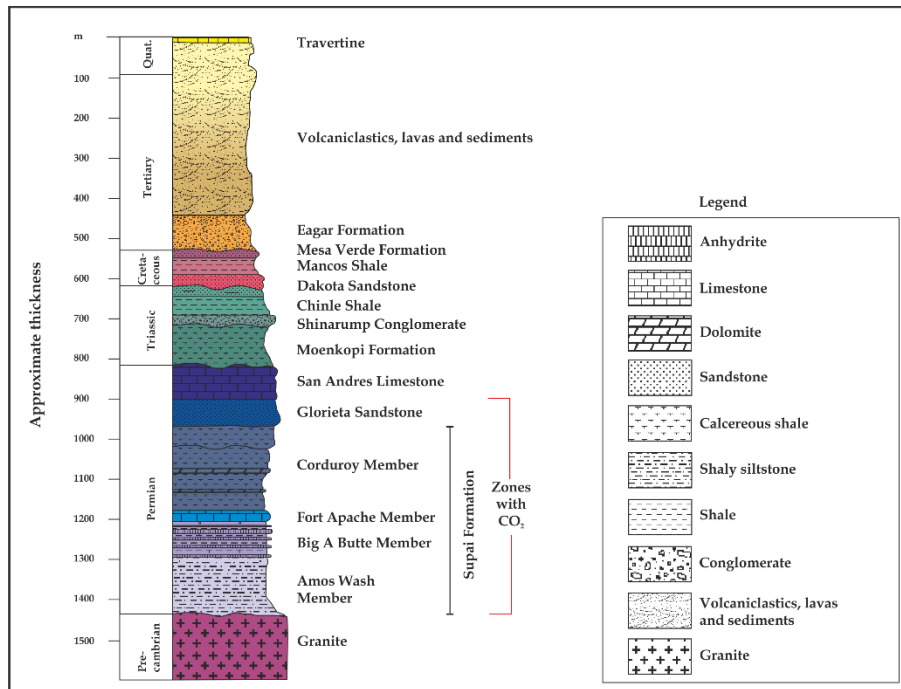 m
Travertine
Quat.
100
200
Volcaniclastics, lavas and sediments
300
Tertiary
400
Eagar Formation
500
Mesa Verde Formation
Creta-
ceous
Mancos Shale
600
Dakota Sandstone
Chinle Shale
700
Shinarump Conglomerate
Triassic
Moenkopi Formation
800
San Andres Limestone
900
Glorieta Sandstone
1000
Corduroy Member
1100
Permian
1200
Fort Apache Member
Big A Butte Member
1300
Amos Wash
Member
1400
Granite
1500
Pre-
cambrian
Approximate thickness
Supai Formation
Zones
with
CO₂
Legend
Anhydrite
Limestone
Dolomite
Sandstone
Calcereous shale
Shaly siltstone
Shale
Conglomerate
Volcaniclastics, lavas
and sediments
Granite